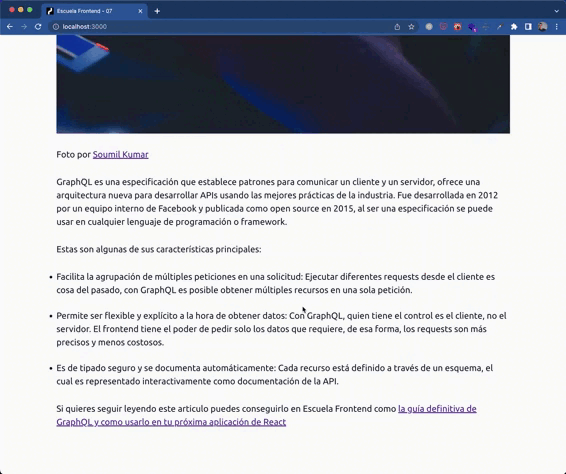 Escuela Frontend - 07
localhost:3000
Foto por Soumil Kumar
GraphQL es una especificación que establece patrones para comunicar un cliente y un servidor, ofrece una
arquitectura nueva para desarrollar APIs usando las mejores prácticas de la industria. Fue desarrollada en 2012
por un equipo interno de Facebook y publicada como open source en 2015, al ser una especificación se puede
usar en cualquier lenguaje de programación o framework.
Estas son algunas de sus características principales:
• Facilita la agrupación de múltiples peticiones en una solicitud: Ejecutar diferentes requests desde el cliente es
cosa del pasado, con GraphQL es posible obtener múltiples recursos en una sola petición.
• Permite ser flexible y explícito a la hora de obtener datos: Con GraphQL, quien tiene el control es el cliente, no el
servidor. El frontend tiene el poder de pedir solo los datos que requiere, de esa forma, los requests son más
precisos y menos costosos.
• Es de tipado seguro y se documenta automáticamente: Cada recurso está definido a través de un esquema, el
cual es representado interactivamente como documentación de la API.
Si quieres seguir leyendo este articulo puedes conseguirlo en Escuela Frontend como la guía definitiva de
GraphQL y como usarlo en tu próxima aplicación de React